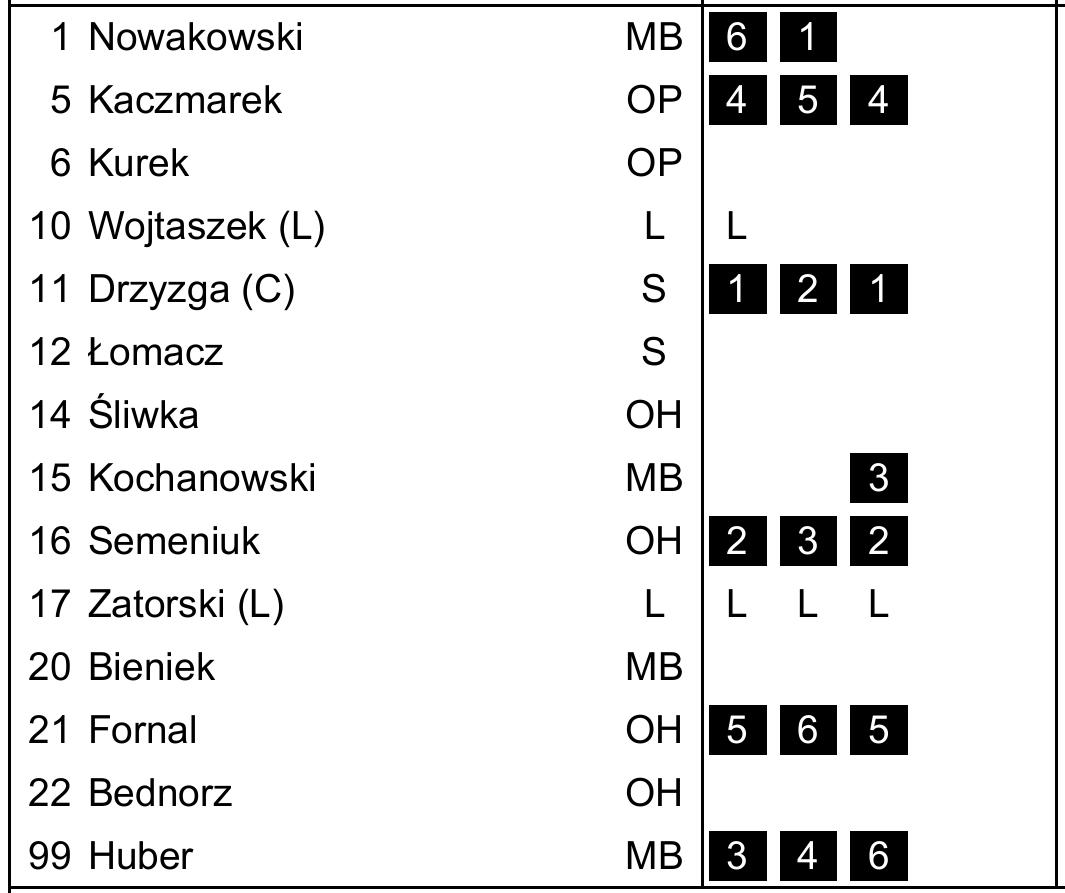 1 Nowakowski MB 6 1
5 Kaczmarek OP 4 5 4
6 Kurek OP
10 Wojtaszek (L) L L
11 Drzyzga (C) S 1 2 1
12 Łomacz S
14 Śliwka OH
15 Kochanowski MB 3
16 Semeniuk OH 2 3 2
17 Zatorski (L) L L L L
20 Bieniek MB
21 Fornal OH 5 6 5
22 Bednorz OH
99 Huber MB 3 4 6